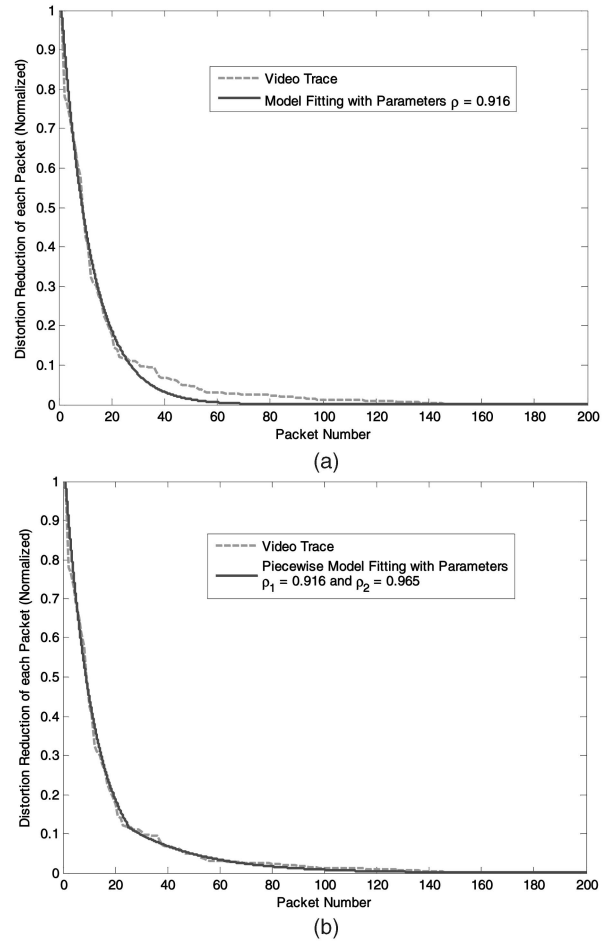 1
0.9
0.8
0.7
0.6
0.5
0.4
0.3
0.2
0.1
0
Distortion Reduction of each Packet (Normalized)
Video Trace
Model Fitting with Parameters ρ = 0.916
0 20 40 60 80 100 120 140 160 180 200
Packet Number
(a)
1
0.9
0.8
0.7
0.6
0.5
0.4
0.3
0.2
0.1
0
Distortion Reduction of each Packet (Normalized)
Video Trace
Piecewise Model Fitting with Parameters
ρ1 = 0.916 and ρ2 = 0.965
0 20 40 60 80 100 120 140 160 180 200
Packet Number
(b)